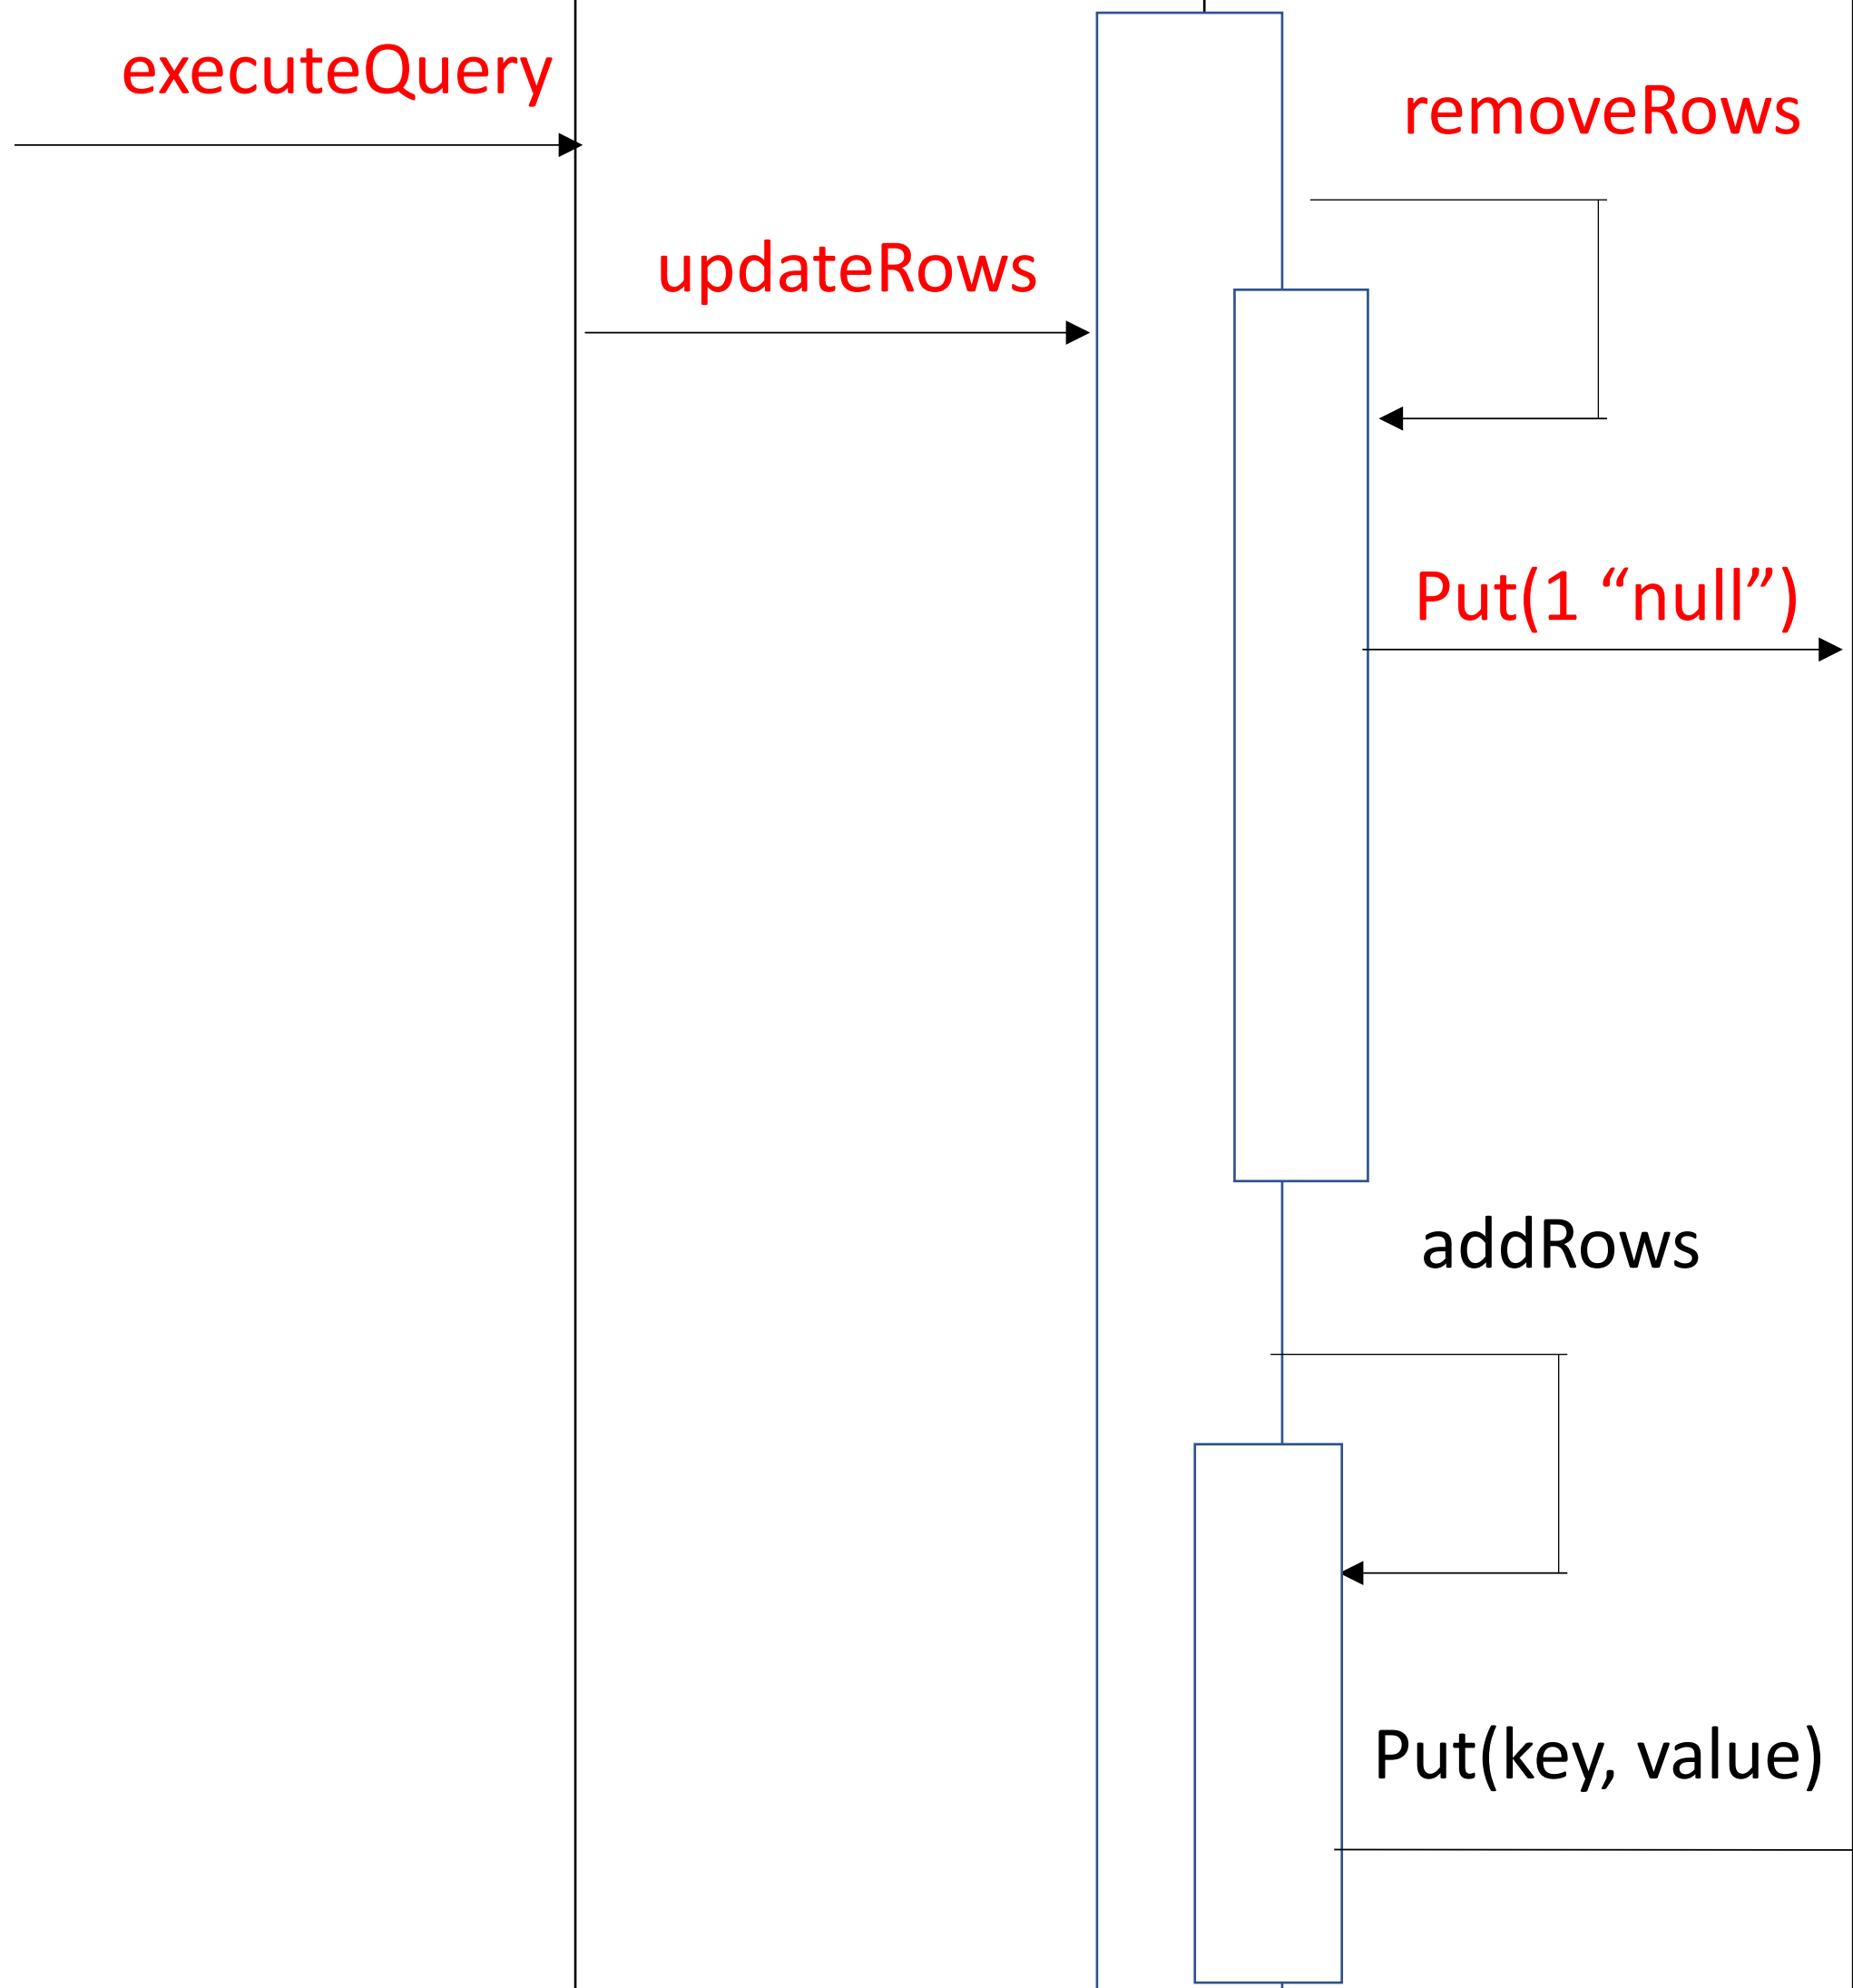 executeQuery
removeRows
updateRows
Put(1 “null”)
addRows
Put(key, value)